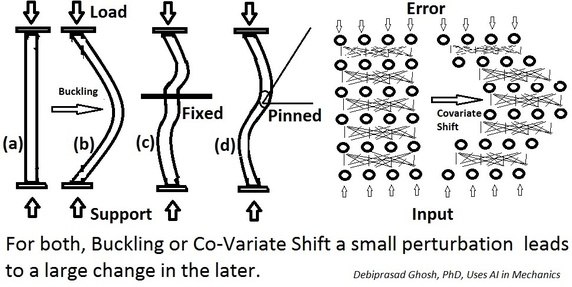 Load
Error
Buckling
(a)
(b)
(c)
Fixed
(d)
Pinned
Covariate
Shift
Support
Input
For both, Buckling or Co-Variate Shift a small perturbation leads
to a large change in the later.
Debiprasad Ghosh, PhD, Uses AI in Mechanics